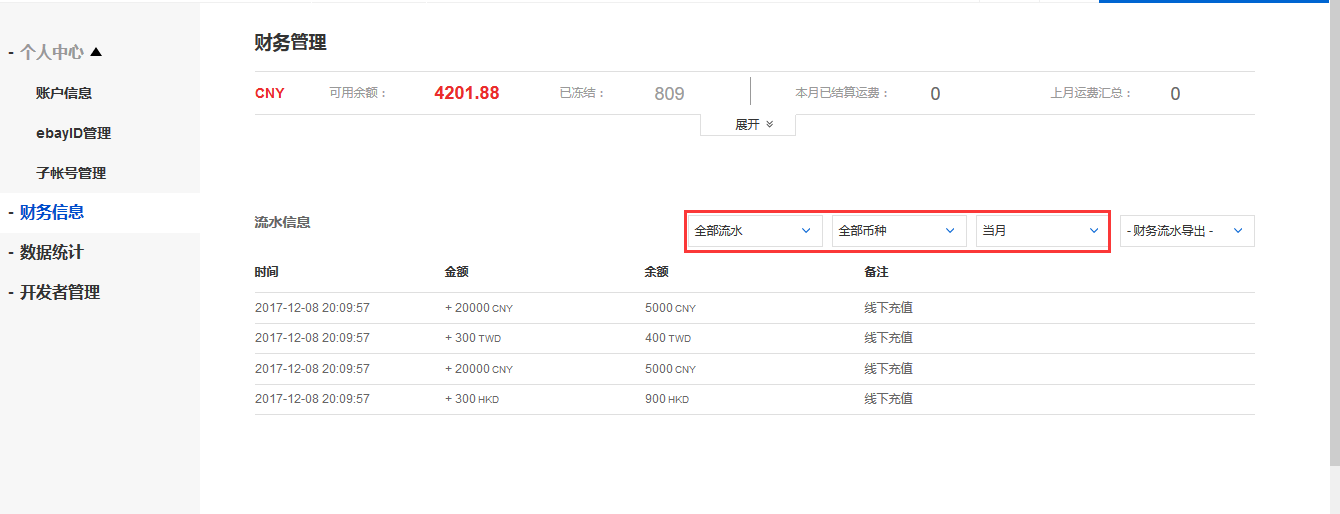 - 个人中心 ▲
账户信息
ebayID管理
子帐号管理
- 财务信息
- 数据统计
- 开发者管理
财务管理
CNY 可用余额： 4201.88 已冻结： 809 本月已结算运费： 0 上月运费汇总： 0
展开
流水信息 全部流水 全部币种 当月 - 财务流水导出 -
时间 金额 余额 备注
2017-12-08 20:09:57 + 20000 CNY 5000 CNY 线下充值
2017-12-08 20:09:57 + 300 TWD 400 TWD 线下充值
2017-12-08 20:09:57 + 20000 CNY 5000 CNY 线下充值
2017-12-08 20:09:57 + 300 HKD 900 HKD 线下充值